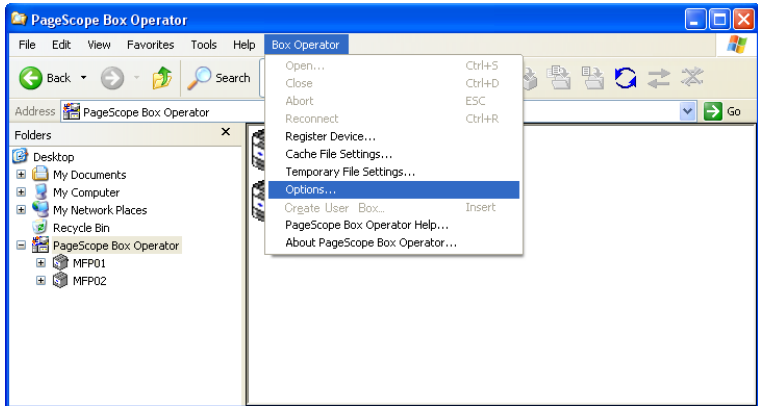 PageScope Box Operator
File Edit View Favorites Tools Help Box Operator
Back Search
Address PageScope Box Operator Go
Folders x
Desktop
My Documents
My Computer
My Network Places
Recycle Bin
PageScope Box Operator
MFP01
MFP02
Open... Ctrl+S
Close Ctrl+D
Abort ESC
Reconnect Ctrl+R
Register Device...
Cache File Settings...
Temporary File Settings...
Options...
Create User Box... Insert
PageScope Box Operator Help...
About PageScope Box Operator...